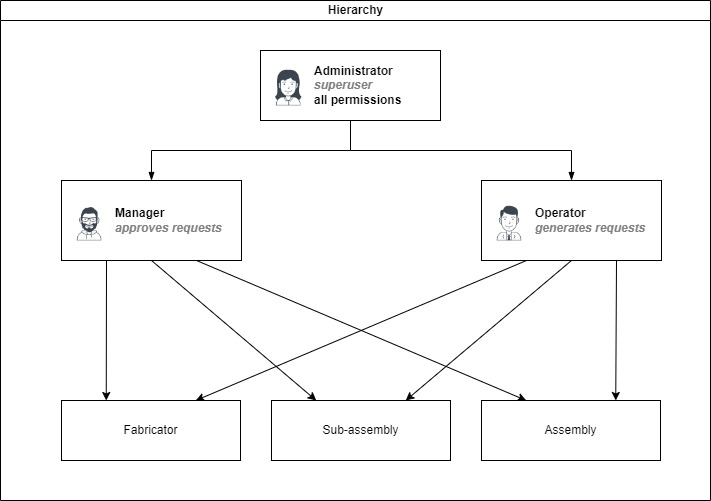 Hierarchy
Administrator
superuser
all permissions
Manager
approves requests
Operator
generates requests
Fabricator
Sub-assembly
Assembly